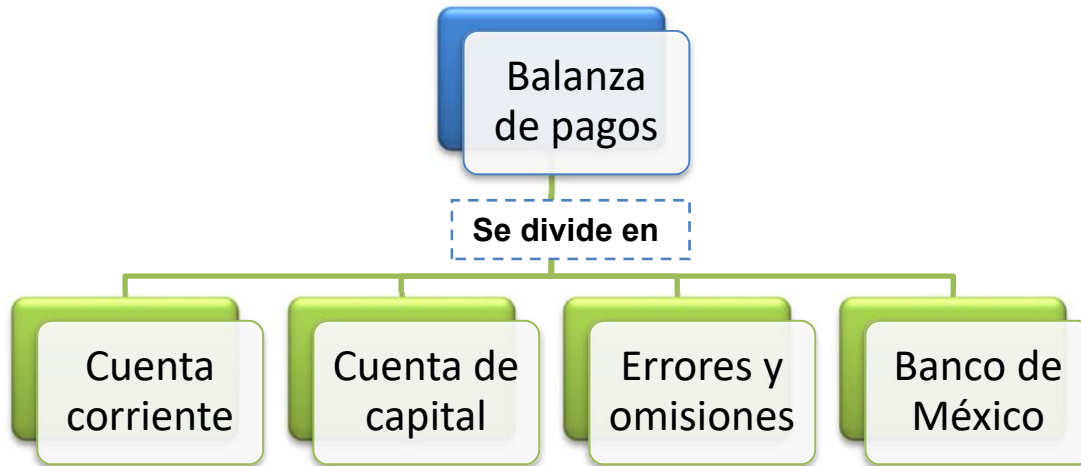 Balanza
de pagos
Se divide en
Cuenta
corriente
Cuenta de
capital
Errores y
omisiones
Banco de
México